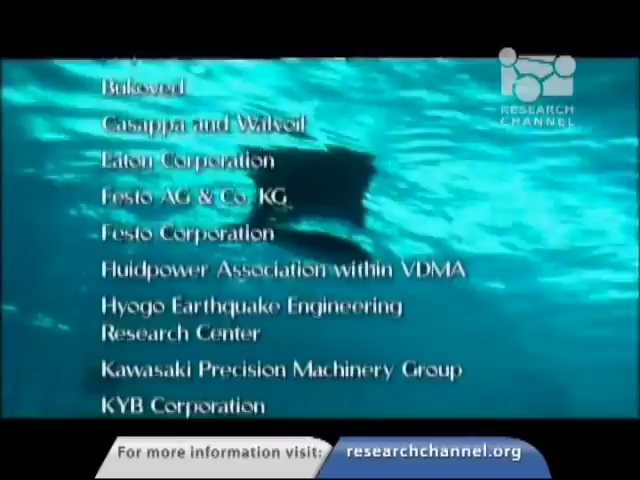 Bukoved
Casappa and Walvoil
Eaton Corporation
Festo AG & Co. KG
Festo Corporation
Fluidpower Association within VDMA
Hyogo Earthquake Engineering
Research Center
Kawasaki Precision Machinery Group
KYB Corporation
RESEARCH
CHANNEL
For more information visit: researchchannel.org